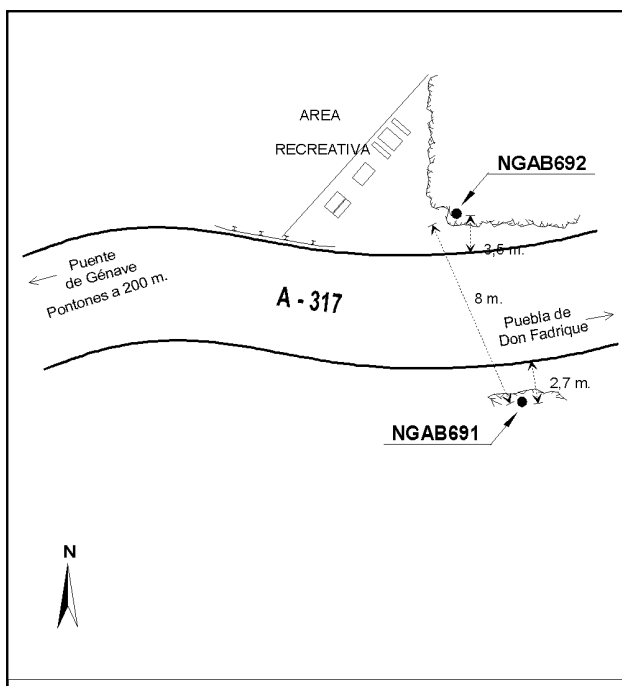 AREA
RECREATIVA
NGAB692
3,5 m.
Puente
de Génave
Pontones a 200 m.
A - 317
8 m.
Puebla de
Don Fadrique
2,7 m.
NGAB691
N